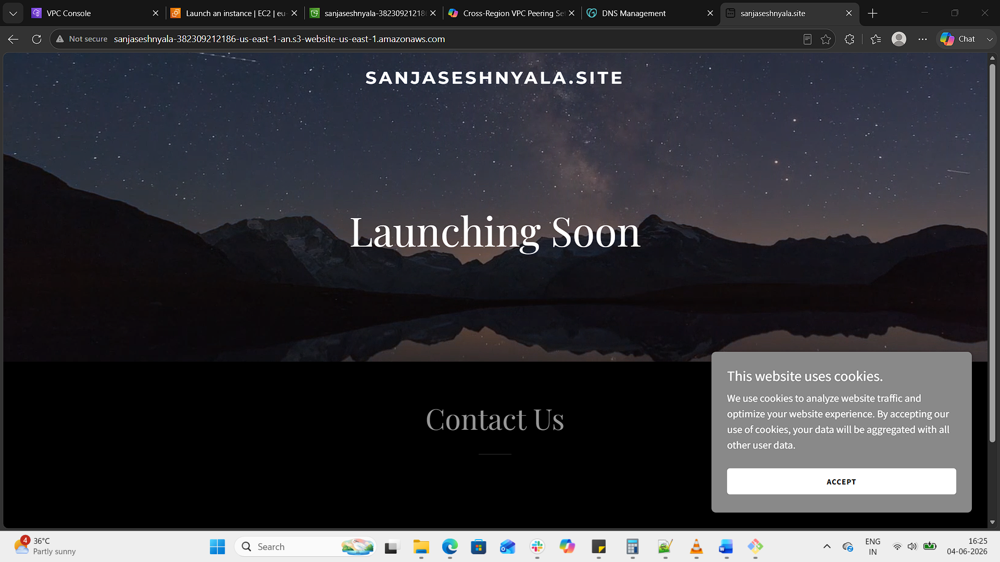 VPC Console
Launch an instance | EC2 | eu-
sanjaseshnyala-382309212186
Cross-Region VPC Peering Set
DNS Management
sanjaseshnyala.site
Not secure
sanjaseshnyala-382309212186-us-east-1-an.s3-website-us-east-1.amazonaws.com
Chat
SANJASESHNYALA.SITE
Launching Soon
Contact Us
This website uses cookies.
We use cookies to analyze website traffic and
optimize your website experience. By accepting our
use of cookies, your data will be aggregated with all
other user data.
ACCEPT
4
36°C
Partly sunny
Search
ENG
IN
16:25
04-06-2026